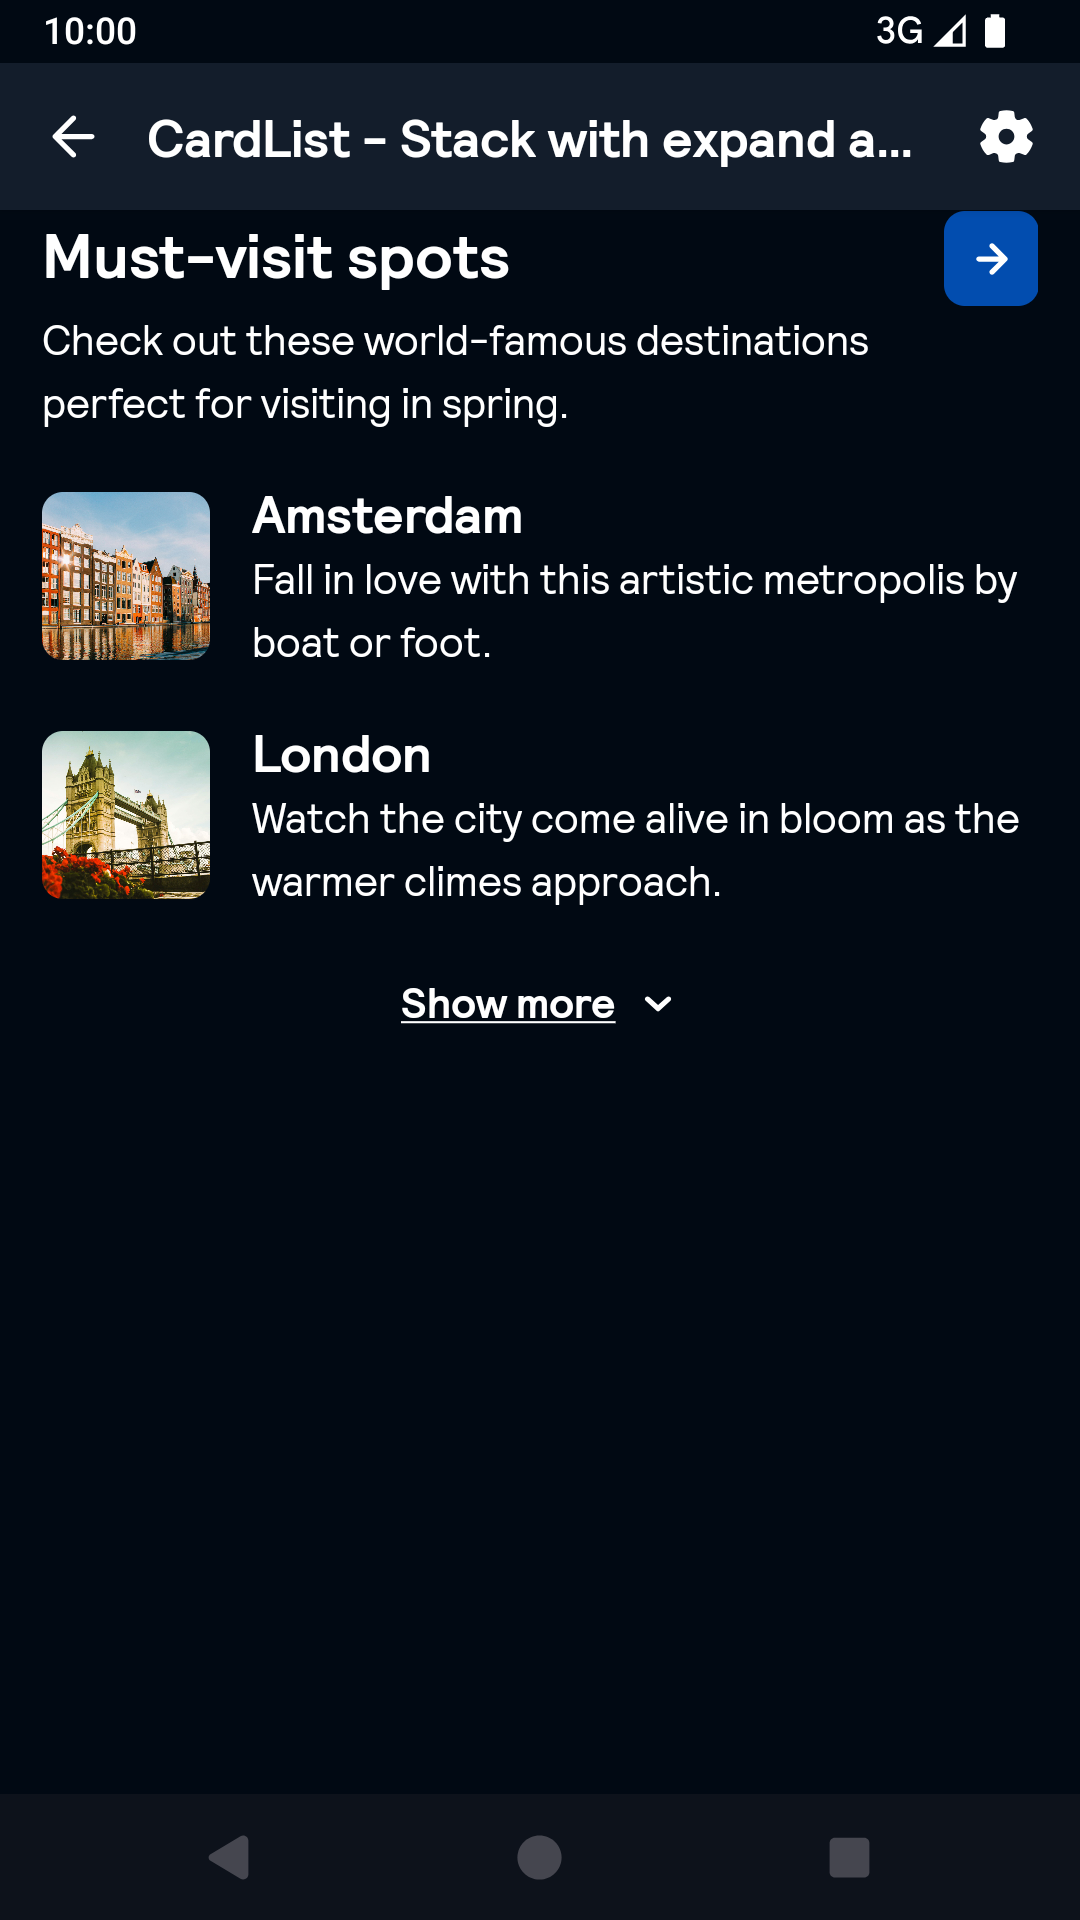 10:00
3G
CardList - Stack with expand a...
Must-visit spots
Check out these world-famous destinations
perfect for visiting in spring.
Amsterdam
Fall in love with this artistic metropolis by
boat or foot.
London
Watch the city come alive in bloom as the
warmer climes approach.
Show more